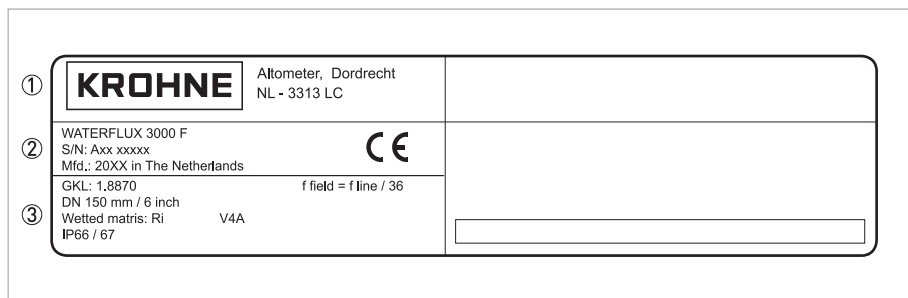 ①
KROHNE
Altometer, Dordrecht
NL - 3313 LC
②
WATERFLUX 3000 F
S/N: Axx xxxxx
Mfd.: 20XX in The Netherlands
CE
③
GKL: 1.8870 f field = f line / 36
DN 150 mm / 6 inch
Wetted matris: Ri V4A
IP66 / 67